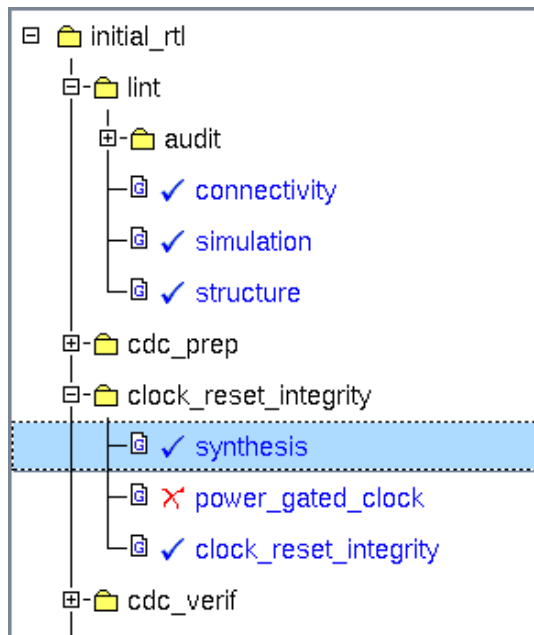 initial_rtl
lint
audit
G connectivity
G simulation
G structure
cdc_prep
clock_reset_integrity
G synthesis
G power_gated_clock
G clock_reset_integrity
cdc_verif